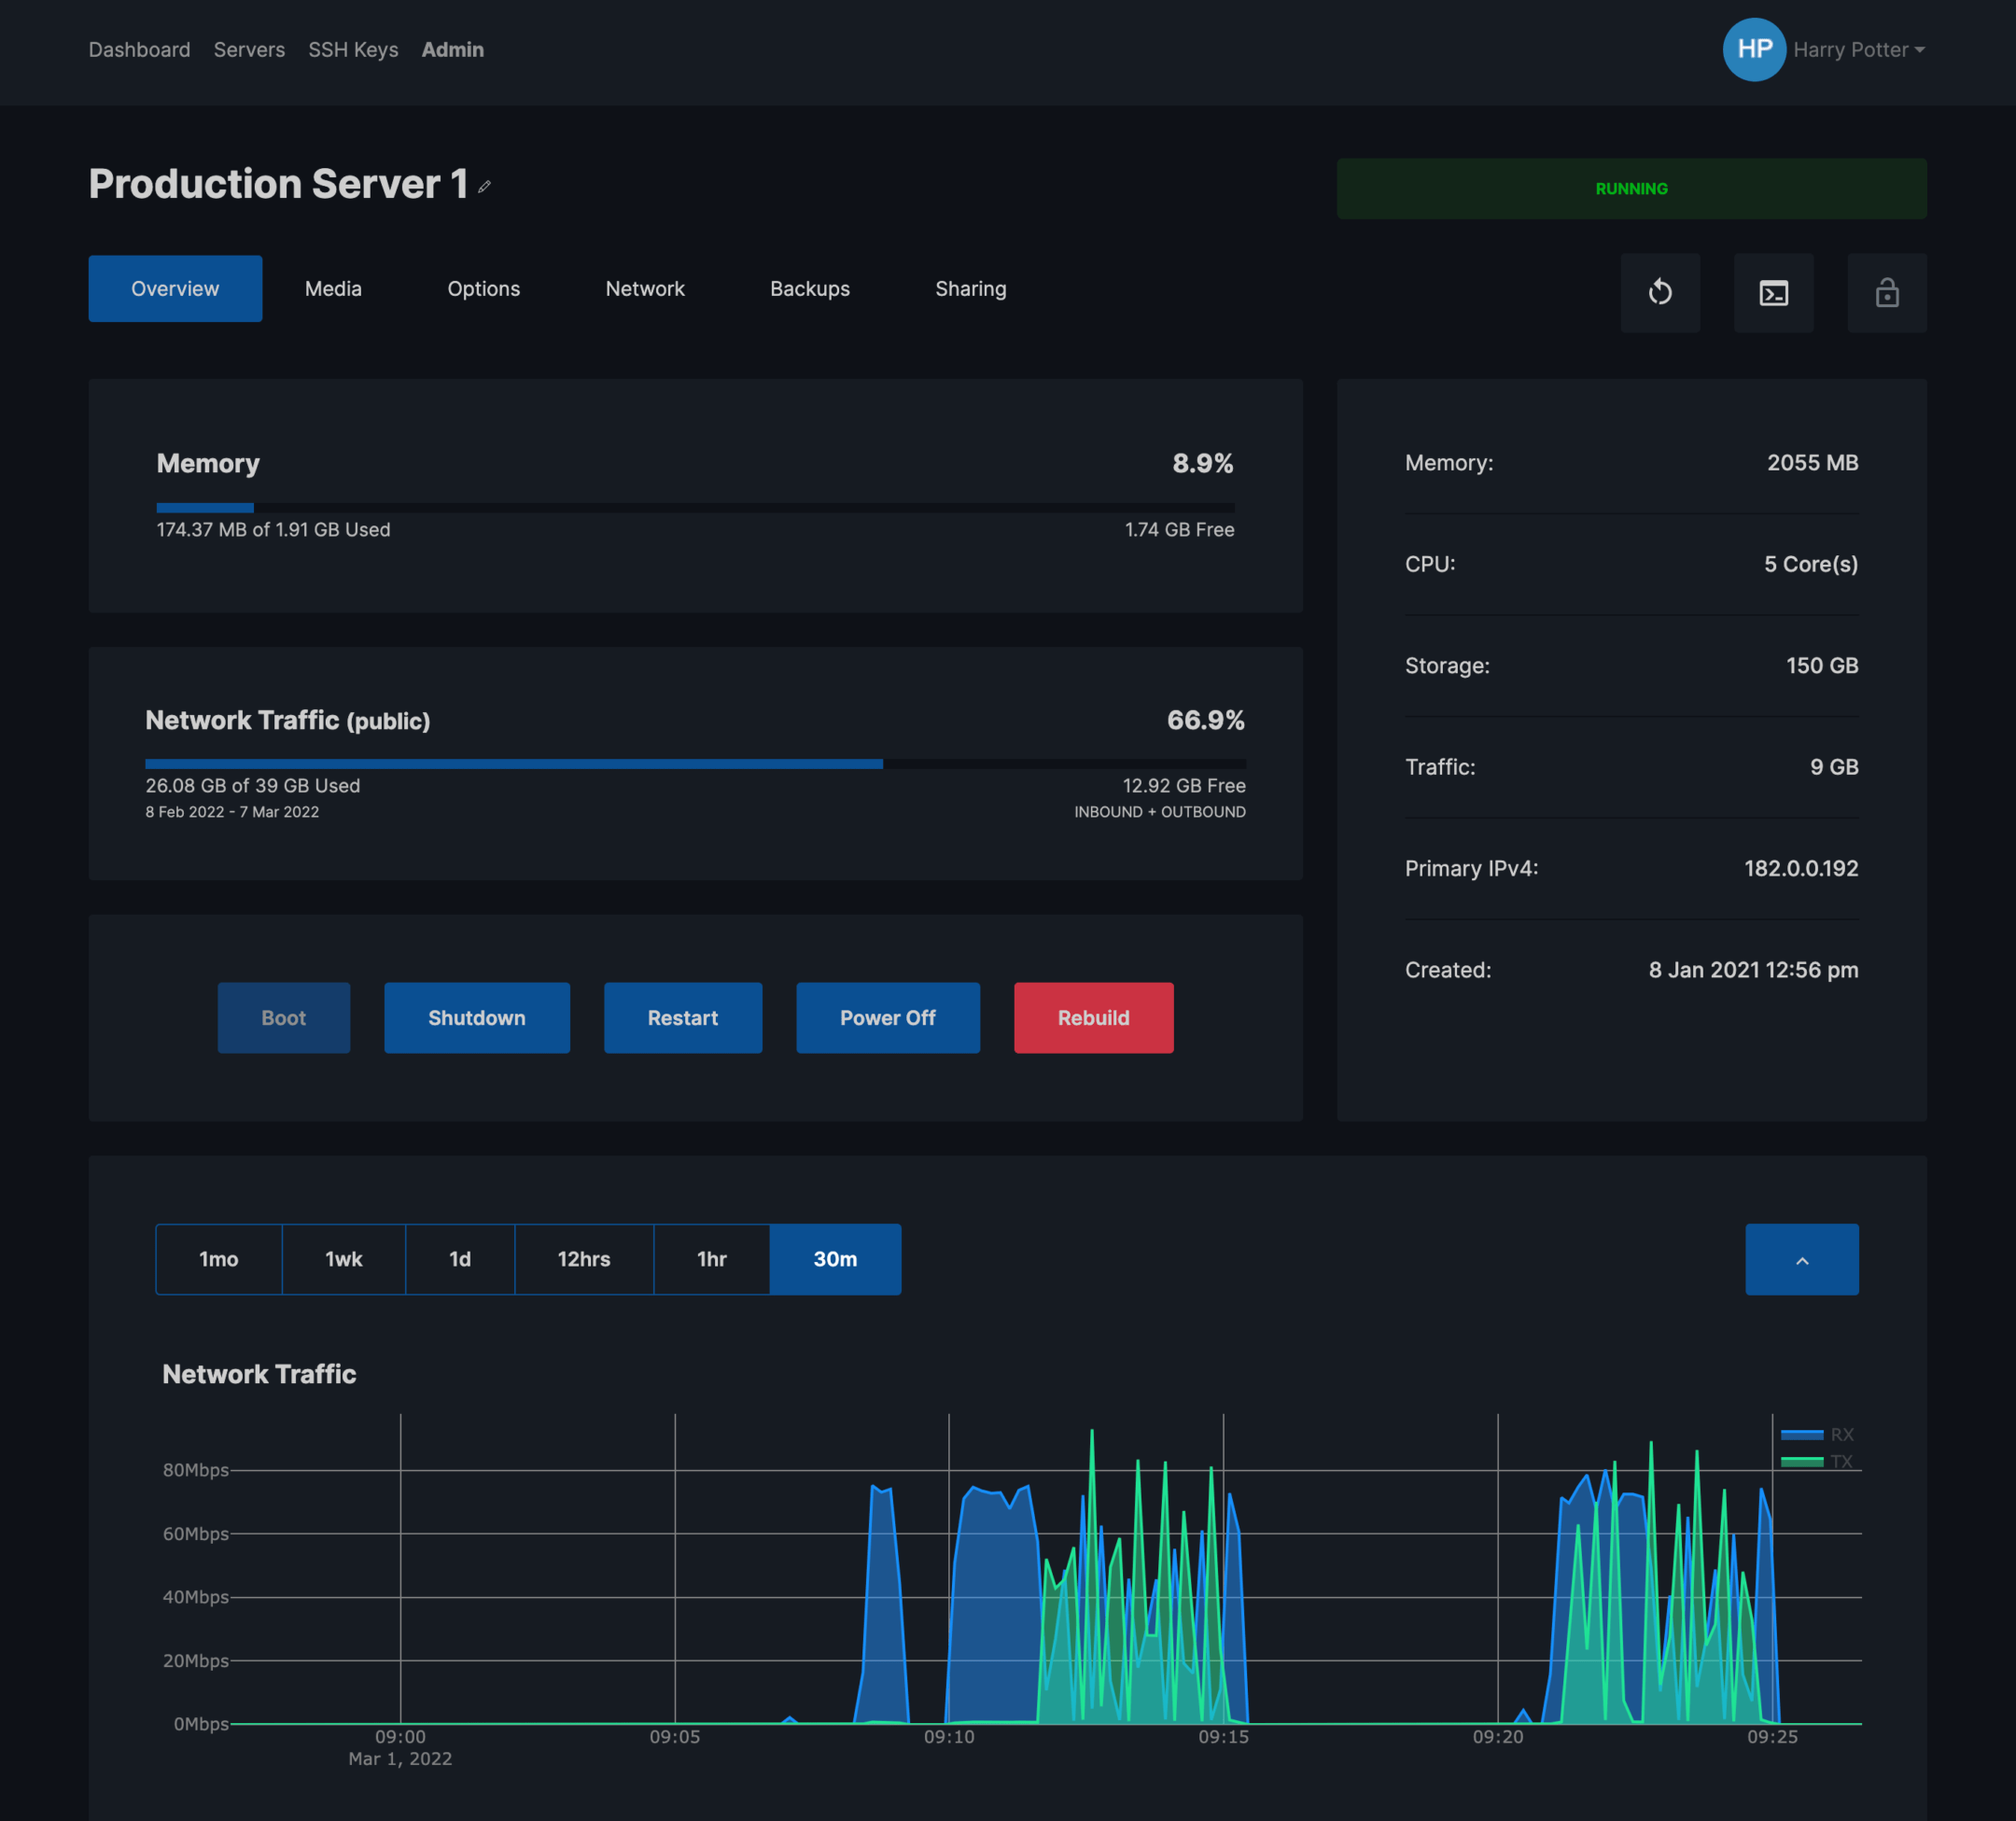 Dashboard Servers SSH Keys Admin
HP Harry Potter
Production Server 1
RUNNING
Overview Media Options Network Backups Sharing
Memory 8.9%
174.37 MB of 1.91 GB Used 1.74 GB Free
Network Traffic (public) 66.9%
26.08 GB of 39 GB Used 12.92 GB Free
8 Feb 2022 - 7 Mar 2022 INBOUND + OUTBOUND
Boot Shutdown Restart Power Off Rebuild
Memory: 2055 MB
CPU: 5 Core(s)
Storage: 150 GB
Traffic: 9 GB
Primary IPv4: 182.0.0.192
Created: 8 Jan 2021 12:56 pm
1mo 1wk 1d 12hrs 1hr 30m
Network Traffic
RX
TX
80Mbps
60Mbps
40Mbps
20Mbps
0Mbps
09:00 09:05 09:10 09:15 09:20 09:25
Mar 1, 2022